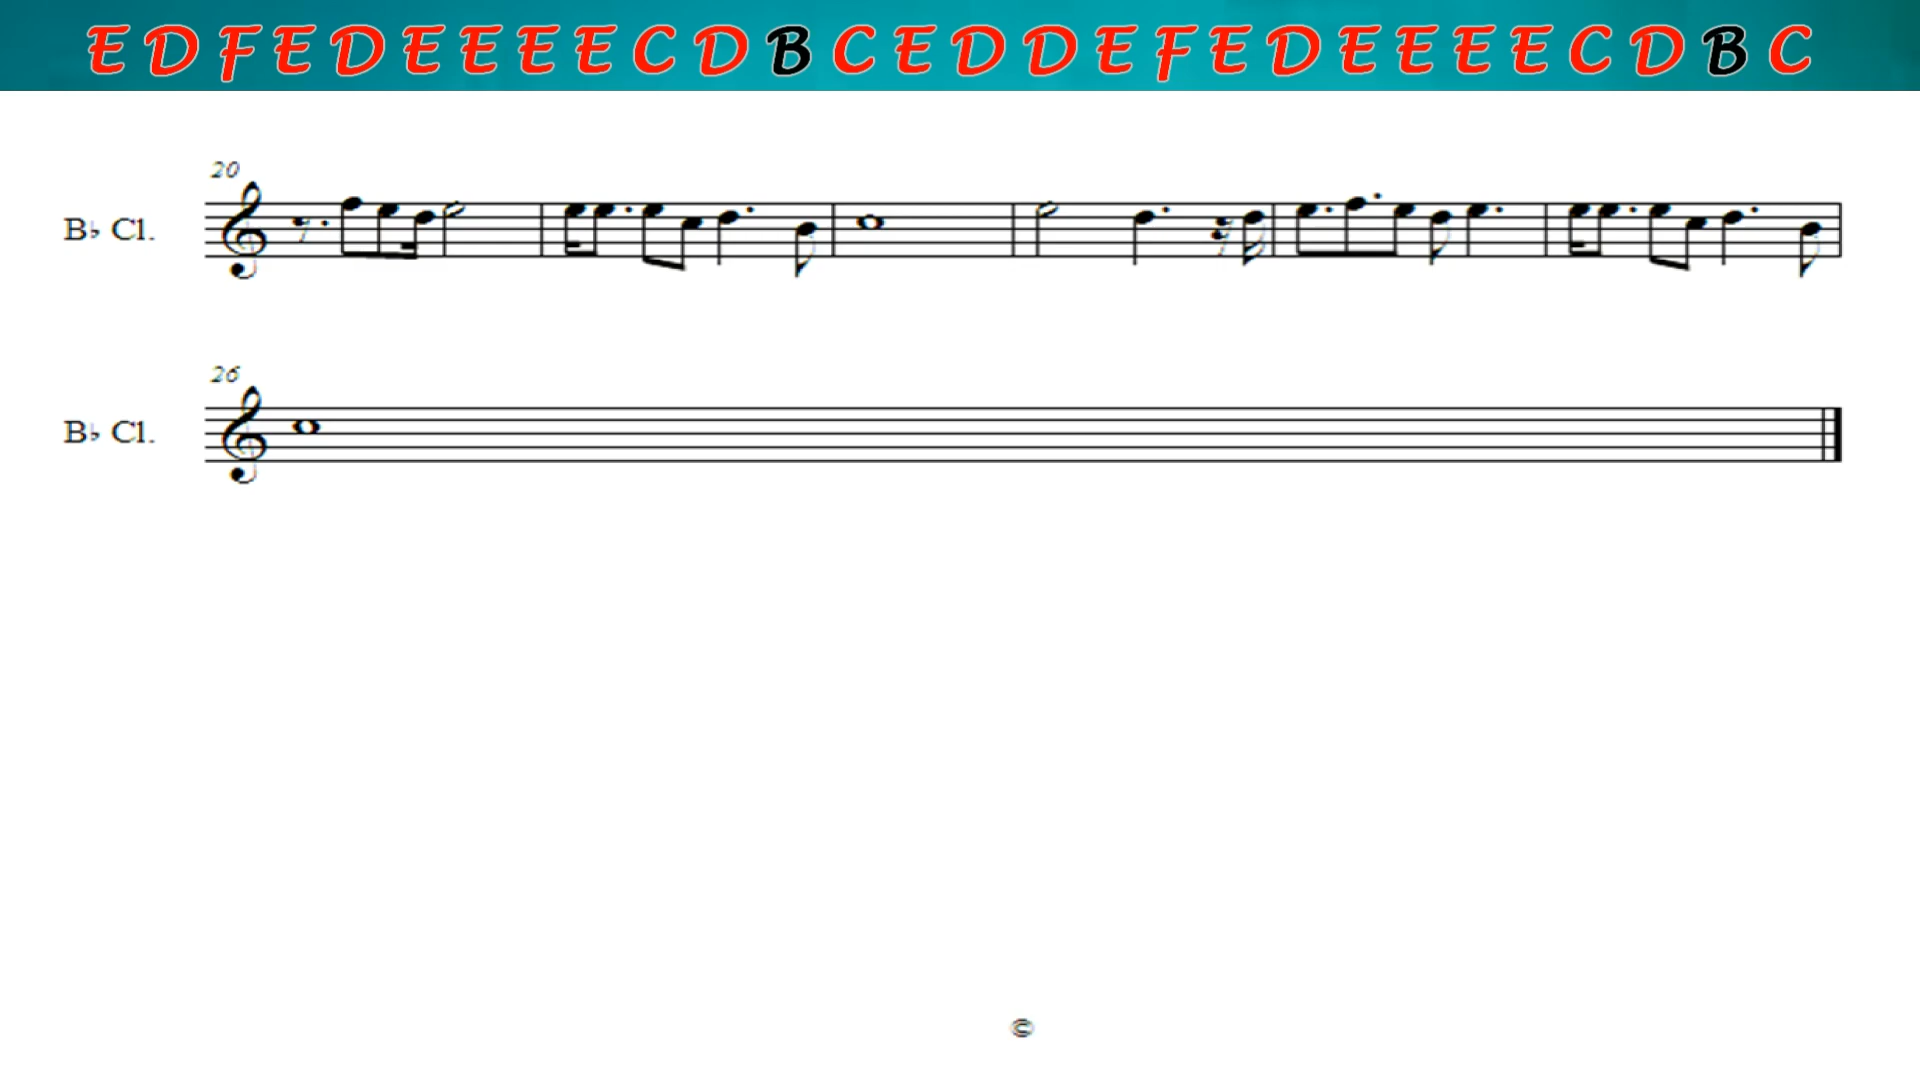 E D F E D E E E E C D B C E D D E F E D E E E E C D B C
20
B♭ Cl.
26
B♭ Cl.
©